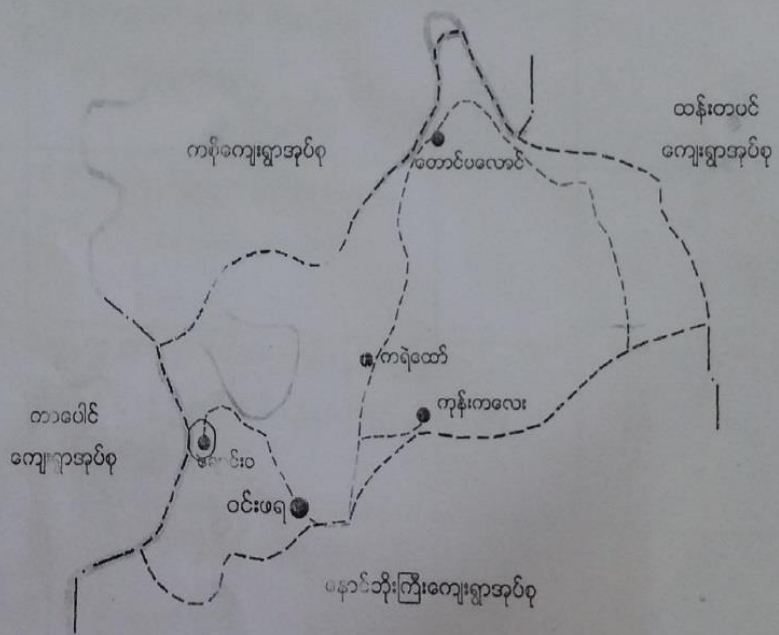 ထန်းတပင်
ကျေးရွာအုပ်စု
ကျေးရွာအုပ်စု
တောင်ပလောင်
ကရဲထော်
ကုန်းကလေး
ကာပေါင်
ကျေးရွာအုပ်စု
ဝင်းဖရ
နောင်ဘိုးကြီးကျေးရွာအုပ်စု